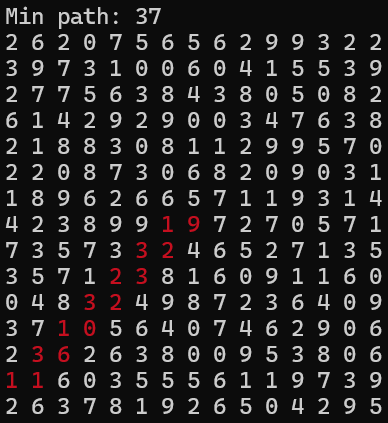 Min path: 37
2 6 2 0 7 5 6 5 6 2 9 9 3 2 2
3 9 7 3 1 0 0 6 0 4 1 5 5 3 9
2 7 7 5 6 3 8 4 3 8 0 5 0 8 2
6 1 4 2 9 2 9 0 0 3 4 7 6 3 8
2 1 8 8 3 0 8 1 1 2 9 9 5 7 0
2 2 0 8 7 3 0 6 8 2 0 9 0 3 1
1 8 9 6 2 6 6 5 7 1 1 9 3 1 4
4 2 3 8 9 9 1 9 7 2 7 0 5 7 1
7 3 5 7 3 3 2 4 6 5 2 7 1 3 5
3 5 7 1 2 3 8 1 6 0 9 1 1 6 0
0 4 8 3 2 4 9 8 7 2 3 6 4 0 9
3 7 1 0 5 6 4 0 7 4 6 2 9 0 6
2 3 6 2 6 3 8 0 0 9 5 3 8 0 6
1 1 6 0 3 5 5 5 6 1 1 9 7 3 9
2 6 3 7 8 1 9 2 6 5 0 4 2 9 5